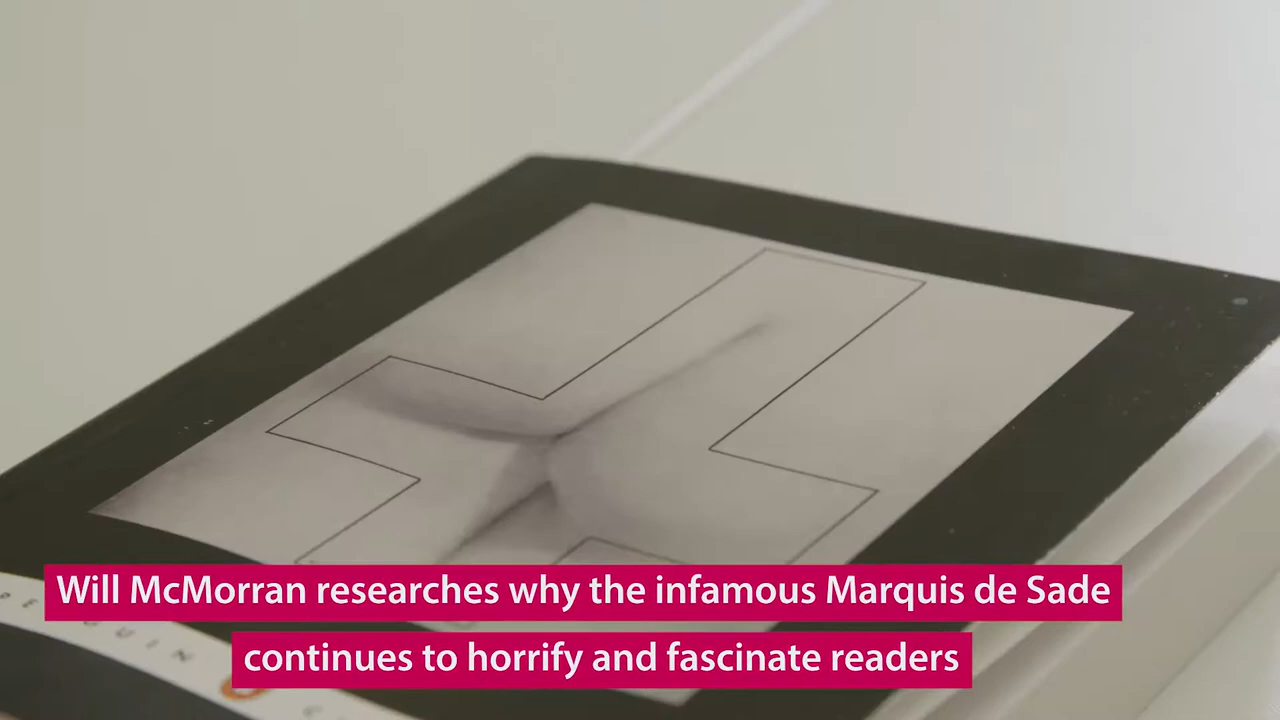 Will McMorran researches why the infamous Marquis de Sade
continues to horrify and fascinate readers